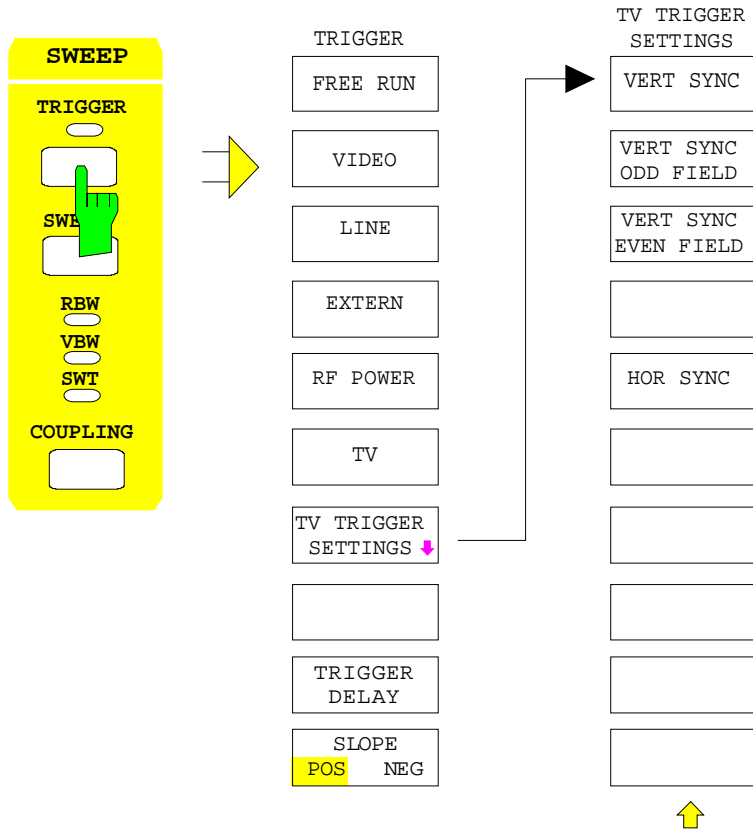 SWEEP
TRIGGER
RBW
VBW
SWT
COUPLING
TRIGGER
FREE RUN
VIDEO
LINE
EXTERN
RF POWER
TV
TV TRIGGER
SETTINGS
TRIGGER
DELAY
SLOPE
POS NEG
TV TRIGGER
SETTINGS
VERT SYNC
VERT SYNC
ODD FIELD
VERT SYNC
EVEN FIELD
HOR SYNC